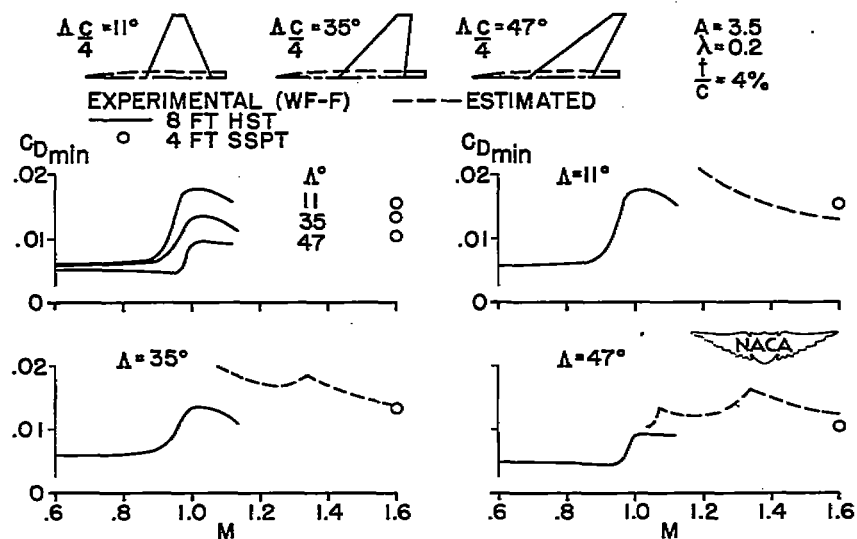 Λ c/4 = 11°
Λ c/4 = 35°
Λ c/4 = 47°
A = 3.5
λ = 0.2
t/c = 4%
EXPERIMENTAL (WF-F)
ESTIMATED
8 FT HST
4 FT SSPT
CDmin
.02
.01
0
Λ°
11
35
47
CDmin
.02
.01
0
Λ = 11°
.02
.01
0
Λ = 35°
.6 .8 1.0 1.2 1.4 1.6
M
.02
.01
0
Λ = 47°
NACA
.6 .8 1.0 1.2 1.4 1.6
M